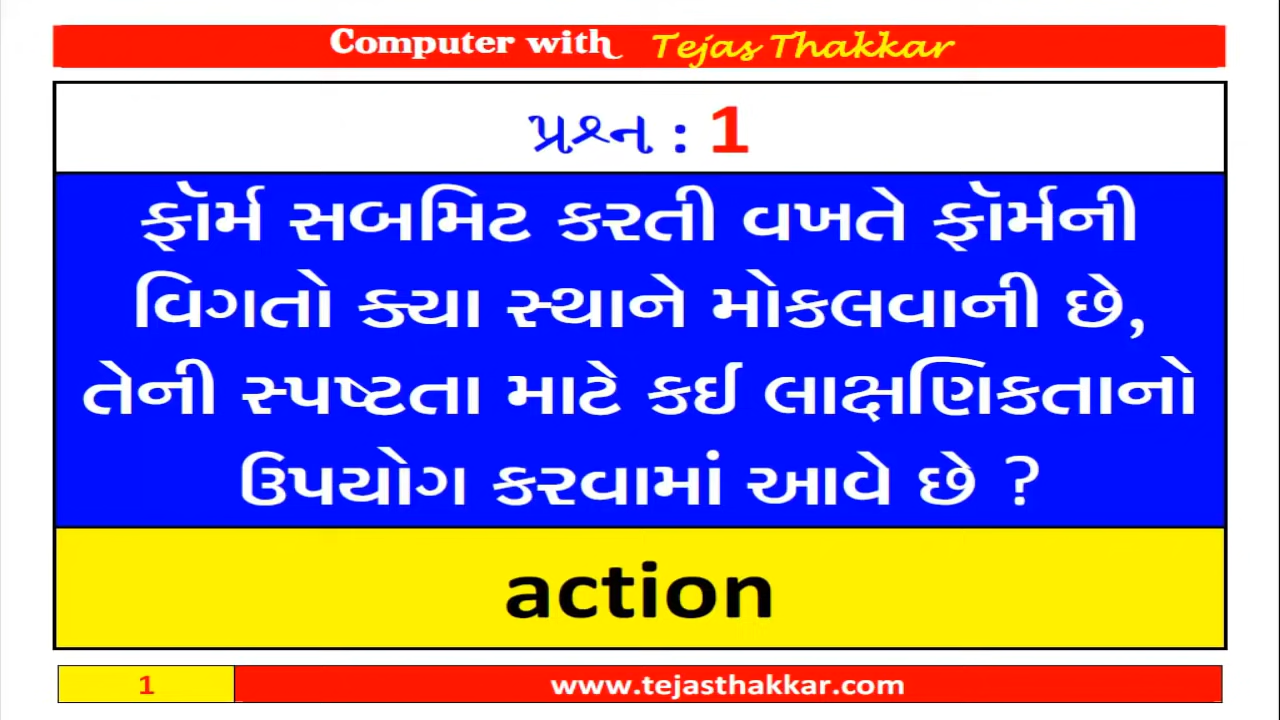 Computer with Tejas Thakkar
પ્રશ્ન : 1
ફૉર્મ સબમિટ કરતી વખતે ફૉર્મની
વિગતો ક્યા સ્થાને મોકલવાની છે,
તેની સ્પષ્ટતા માટે કઈ લાક્ષણિકતાનો
ઉપયોગ કરવામાં આવે છે ?
action
1 www.tejasthakkar.com